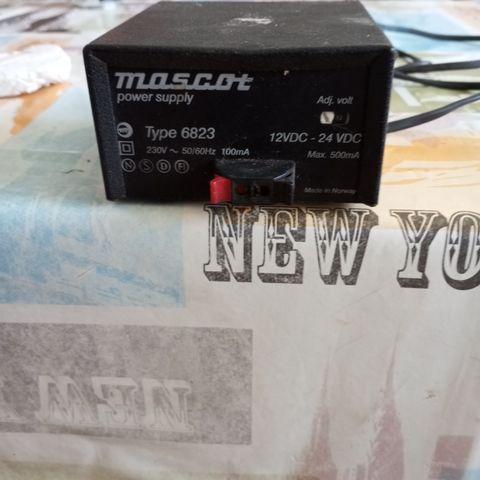 mascot
power supply
Adj. volt
Type 6823
12VDC - 24 VDC
230V ~ 50/60Hz 100mA
Max. 500mA
N S D FI
Made in Norway
NEW YO
NEW